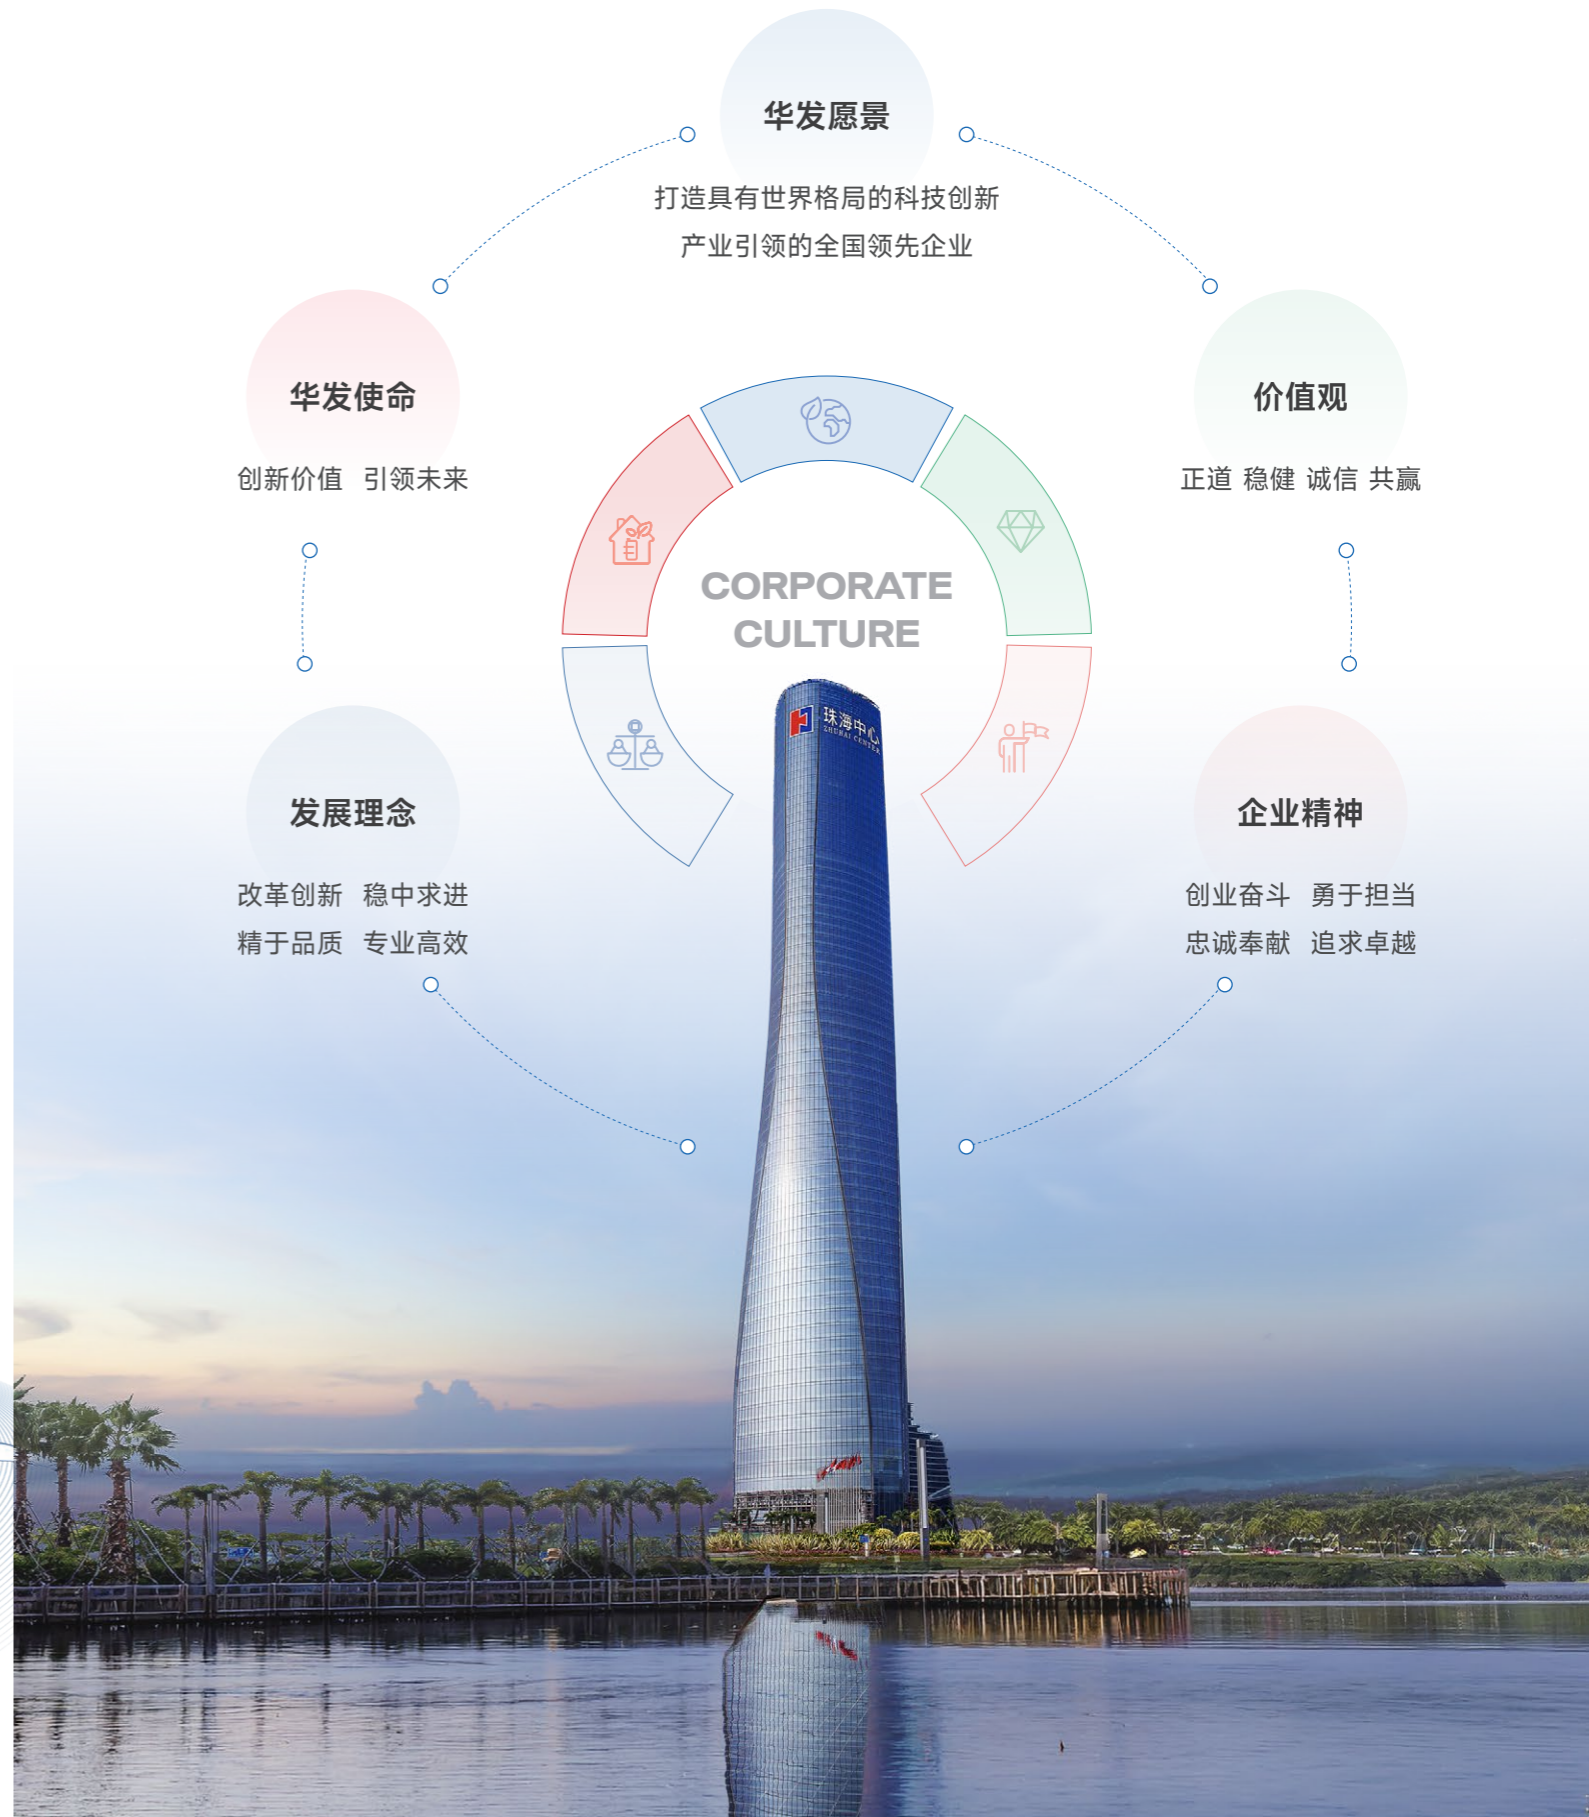 华发愿景
打造具有世界格局的科技创新
产业引领的全国领先企业
华发使命
创新价值 引领未来
价值观
正道 稳健 诚信 共赢
CORPORATE
CULTURE
珠海中心
ZHUHAI CENTER
发展理念
改革创新 稳中求进
精于品质 专业高效
企业精神
创业奋斗 勇于担当
忠诚奉献 追求卓越